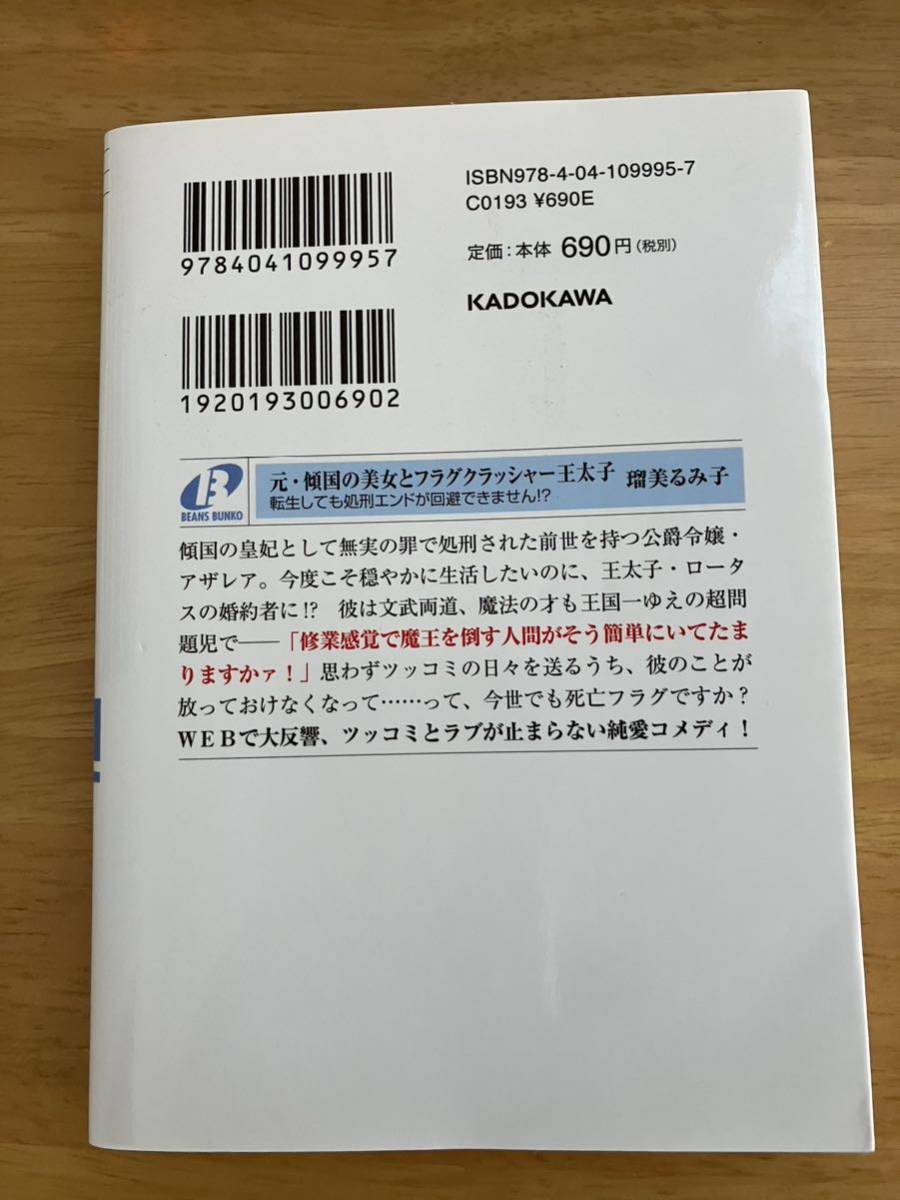 ISBN978-4-04-109995-7
C0193 ¥690E
9784041099957
定価：本体 690円（税別）
KADOKAWA
1920193006902
B
BEANS BUNKO
元・傾国の美女とフラグクラッシャー王太子 瑠美るみ子
転生しても処刑エンドが回避できません!?
傾国の皇妃として無実の罪で処刑された前世を持つ公爵令嬢・
アザレア。今度こそ穏やかに生活したいのに、王太子・ロータ
スの婚約者に!?　彼は文武両道、魔法の才も王国一ゆえの超問
題児で――「修業感覚で魔王を倒す人間がそう簡単にいてたま
りますかァ！」思わずツッコミの日々を送るうち、彼のことが
放っておけなくなって……って、今世でも死亡フラグですか？
WEBで大反響、ツッコミとラブが止まらない純愛コメディ！